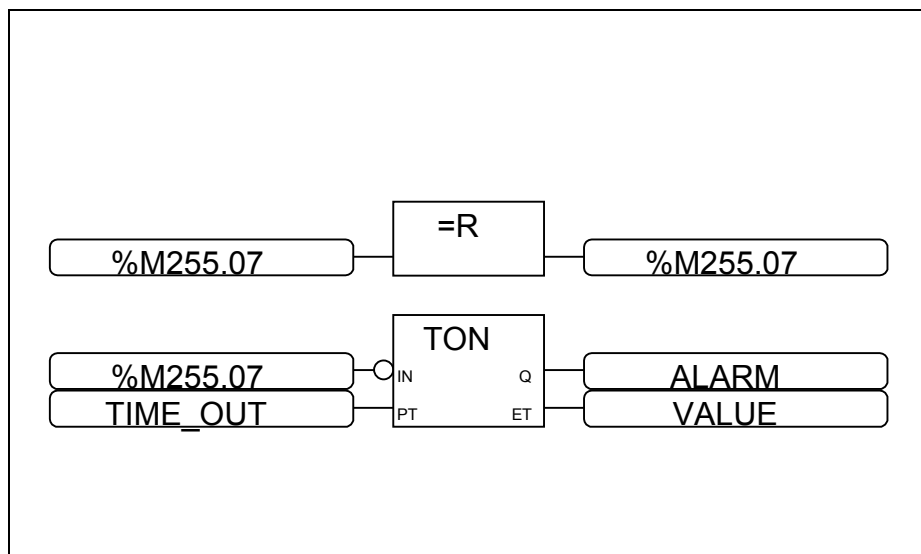 =R
%M255.07 %M255.07
TON
%M255.07 IN Q ALARM
TIME_OUT PT ET VALUE